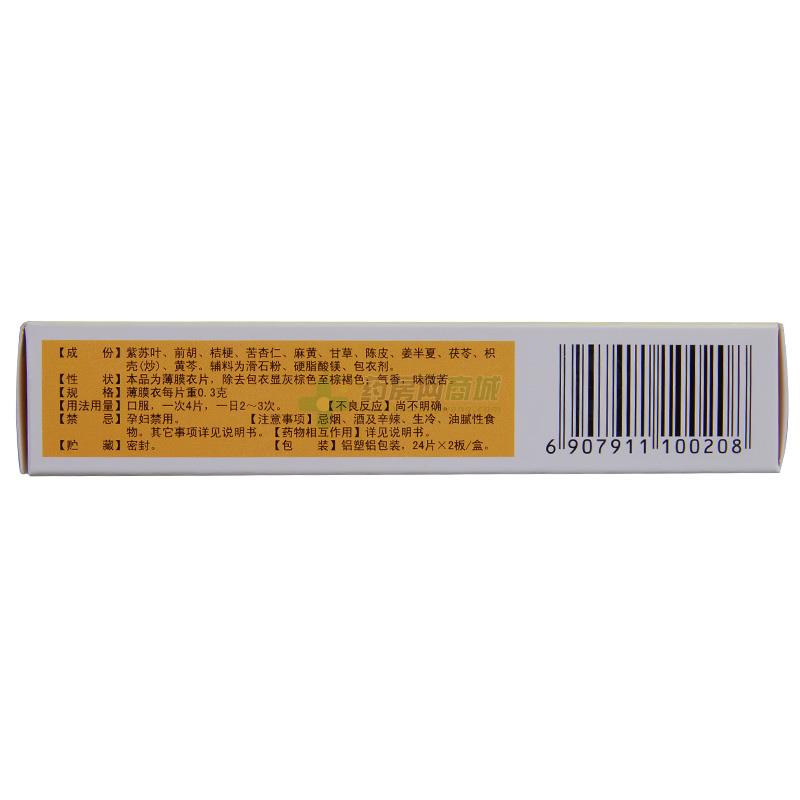 【成 份】紫苏叶、前胡、桔梗、苦杏仁、麻黄、甘草、陈皮、姜半夏、茯苓、枳
壳(炒)、黄芩。辅料为滑石粉、硬脂酸镁、包衣剂。
【性 状】本品为薄膜衣片，除去包衣显灰棕色至棕褐色；气香，味微苦。
【规 格】薄膜衣每片重0.3克
药房网商城
【用法用量】口服，一次4片，一日2～3次。 【不良反应】尚不明确。
【禁 忌】孕妇禁用。 【注意事项】忌烟、酒及辛辣、生冷、油腻性食
物。其它事项详见说明书。【药物相互作用】详见说明书。
【贮 藏】密封。 【包 装】铝塑铝包装，24片×2板/盒。
6 907911 100208